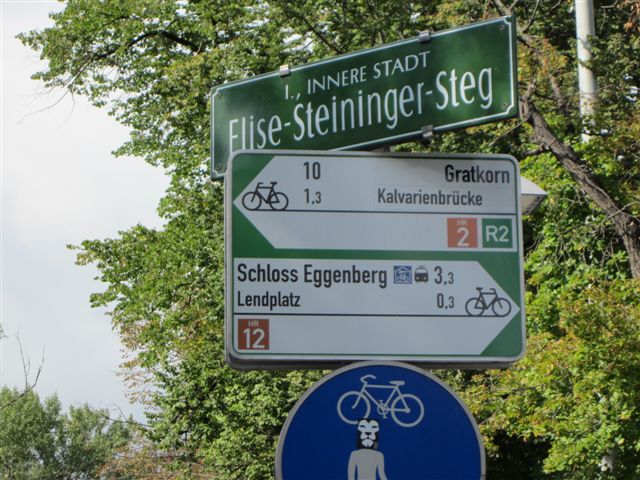 I., INNERE STADT
Elise-Steininger-Steg
10 Gratkorn
1,3 Kalvarienbrücke
HR 2 R2
Schloss Eggenberg 3,3
Lendplatz 0,3
HR 12